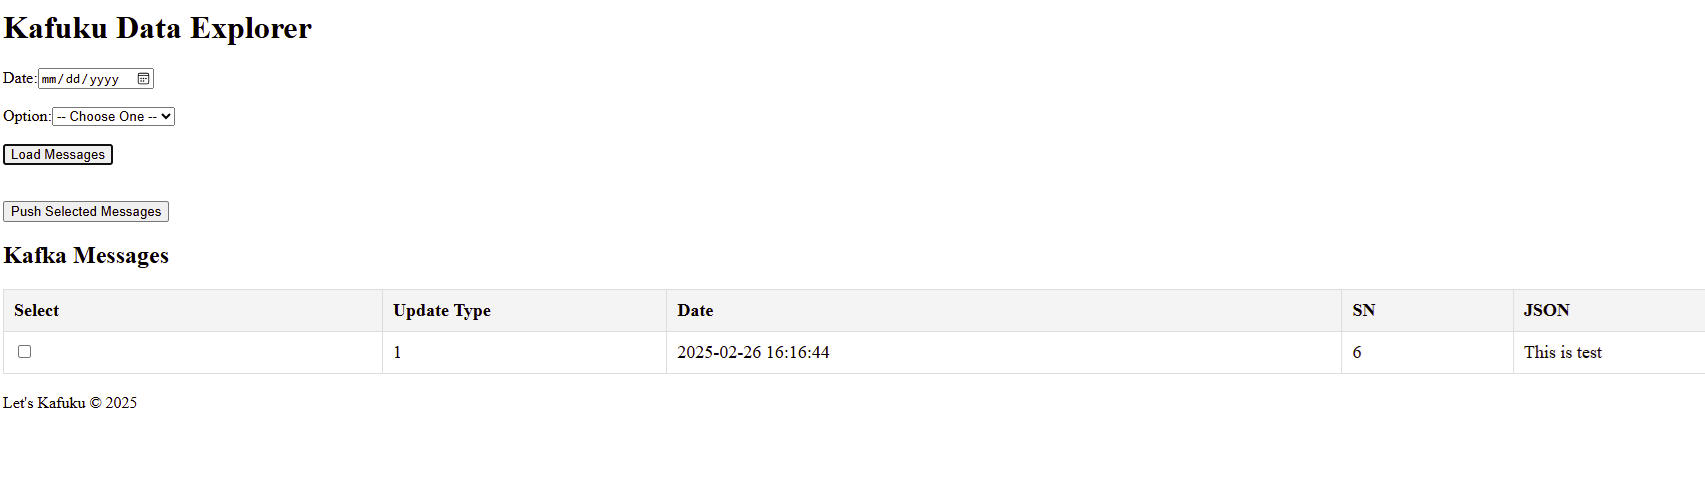 Kafuku Data Explorer
Date: mm/dd/yyyy
Option: -- Choose One --
Load Messages
Push Selected Messages
Kafka Messages
Select Update Type Date SN JSON
1 2025-02-26 16:16:44 6 This is test
Let's Kafuku © 2025